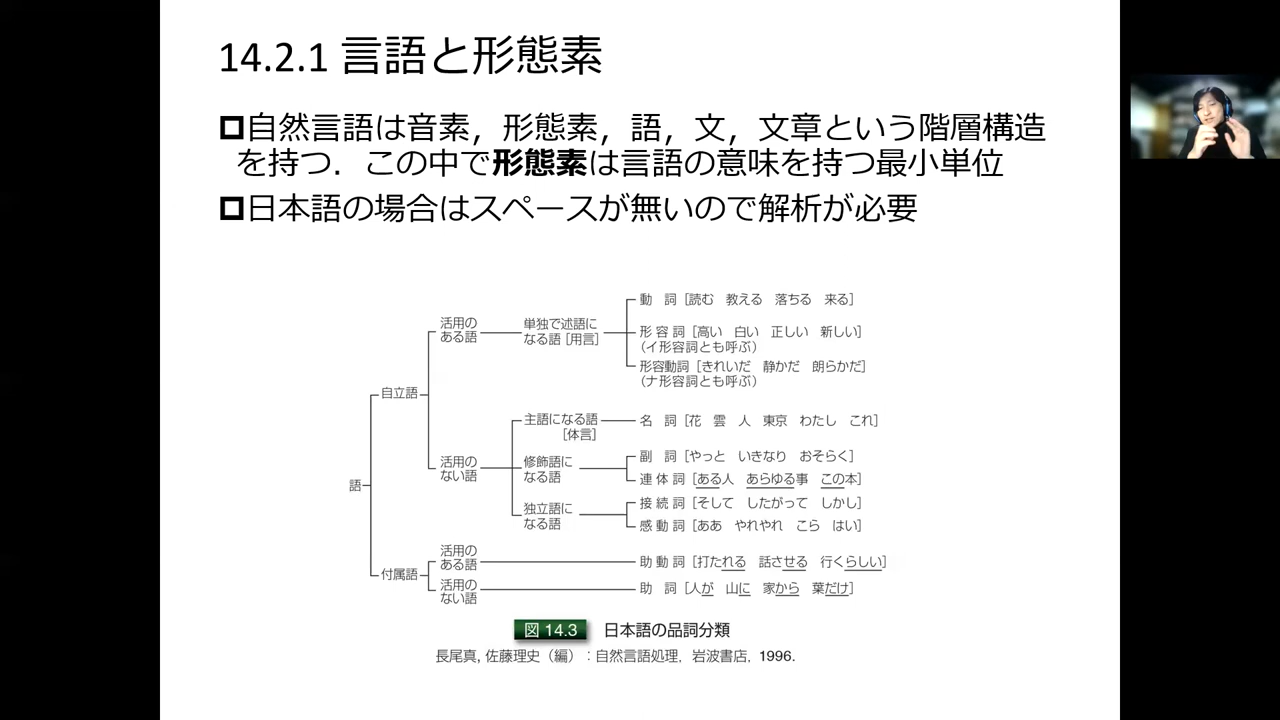 14.2.1 言語と形態素
自然言語は音素，形態素，語，文，文章という階層構造
を持つ．この中で形態素は言語の意味を持つ最小単位
日本語の場合はスペースが無いので解析が必要
語
自立語
活用の
ある語
単独で述語に
なる語［用言］
動　詞［読む　教える　落ちる　来る］
形 容 詞［高い　白い　正しい　新しい］
（イ形容詞とも呼ぶ）
形容動詞［きれいだ　静かだ　朗らかだ］
（ナ形容詞とも呼ぶ）
活用の
ない語
主語になる語
［体言］
名　詞［花　雲　人　東京　わたし　これ］
修飾語に
なる語
副　詞［やっと　いきなり　おそらく］
連 体 詞［ある人　あらゆる事　この本］
独立語に
なる語
接 続 詞［そして　したがって　しかし］
感 動 詞［ああ　やれやれ　こら　はい］
付属語
活用の
ある語
助 動 詞［打たれる　話させる　行くらしい］
活用の
ない語
助　詞［人が　山に　家から　葉だけ］
図 14.3　日本語の品詞分類
長尾真, 佐藤理史（編）：自然言語処理，岩波書店，1996.